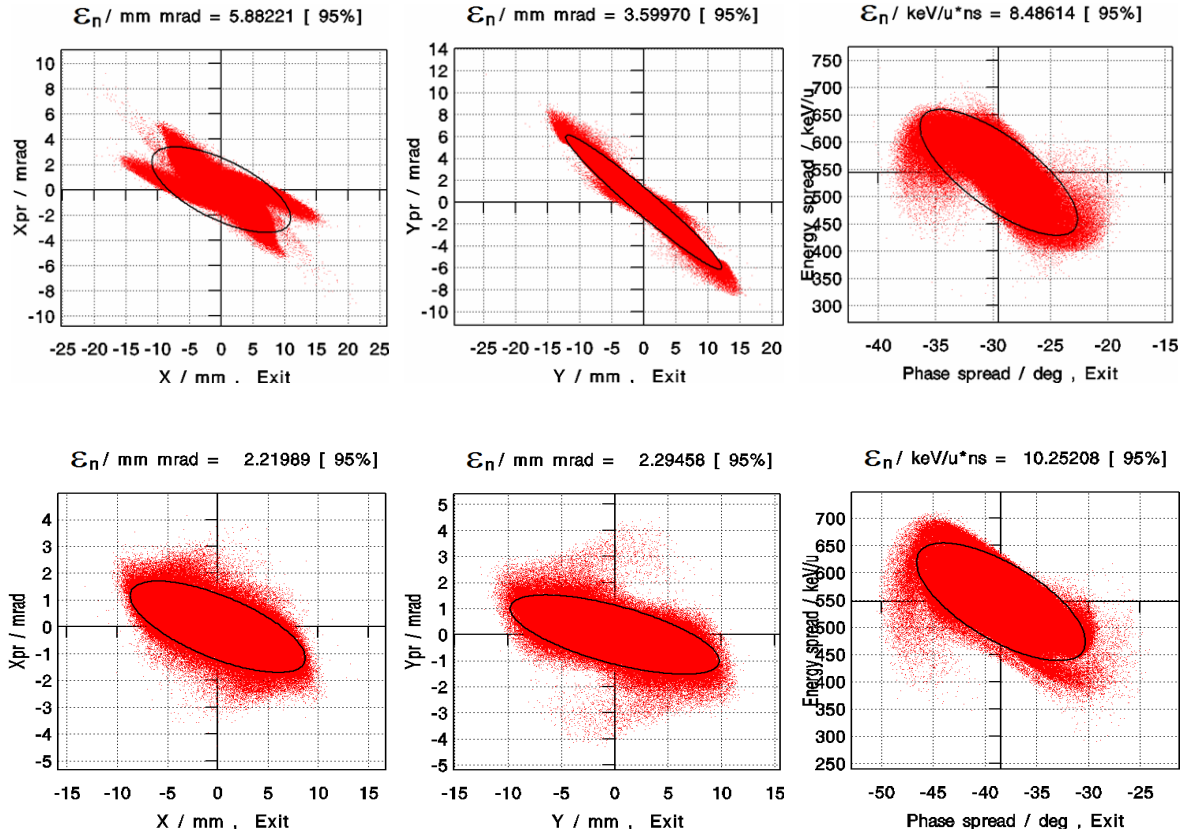 εn / mm mrad = 5.88221 [ 95%]
Xpr / mrad
10
8
6
4
2
0
-2
-4
-6
-8
-10
-25 -20 -15 -10 -5 0 5 10 15 20 25
X / mm , Exit
εn / mm mrad = 3.59970 [ 95%]
Ypr / mrad
14
12
10
8
6
4
2
0
-2
-4
-6
-8
-10
-20 -15 -10 -5 0 5 10 15 20
Y / mm , Exit
εn / keV/u*ns = 8.48614 [ 95%]
Energy spread / keV/u
750
700
650
600
550
500
450
400
350
300
-40 -35 -30 -25 -20 -15
Phase spread / deg , Exit
εn / mm mrad = 2.21989 [ 95%]
Xpr / mrad
4
3
2
1
0
-1
-2
-3
-4
-5
-15 -10 -5 0 5 10 15
X / mm , Exit
εn / mm mrad = 2.29458 [ 95%]
Ypr / mrad
5
4
3
2
1
0
-1
-2
-3
-4
-5
-15 -10 -5 0 5 10 15
Y / mm , Exit
εn / keV/u*ns = 10.25208 [ 95%]
Energy spread / keV/u
700
650
600
550
500
450
400
350
300
250
-50 -45 -40 -35 -30 -25
Phase spread / deg , Exit